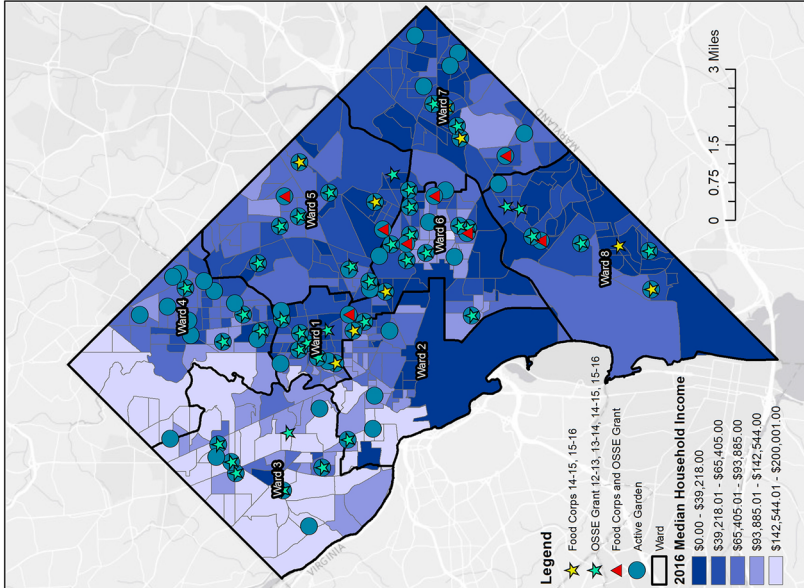 Ward 4
Ward 5
Ward 7
Ward 3
Ward 1
Ward 6
Ward 2
Ward 8
MARYLAND
VIRGINIA
0 0.75 1.5 3 Miles
Legend
Food Corps 14-15, 15-16
OSSE Grant 12-13, 13-14, 14-15, 15-16
Food Corps and OSSE Grant
Active Garden
Ward
2016 Median Household Income
$0.00 - $39,218.00
$39,218.01 - $65,405.00
$65,405.01 - $93,885.00
$93,885.01 - $142,544.00
$142,544.01 - $200,001.00